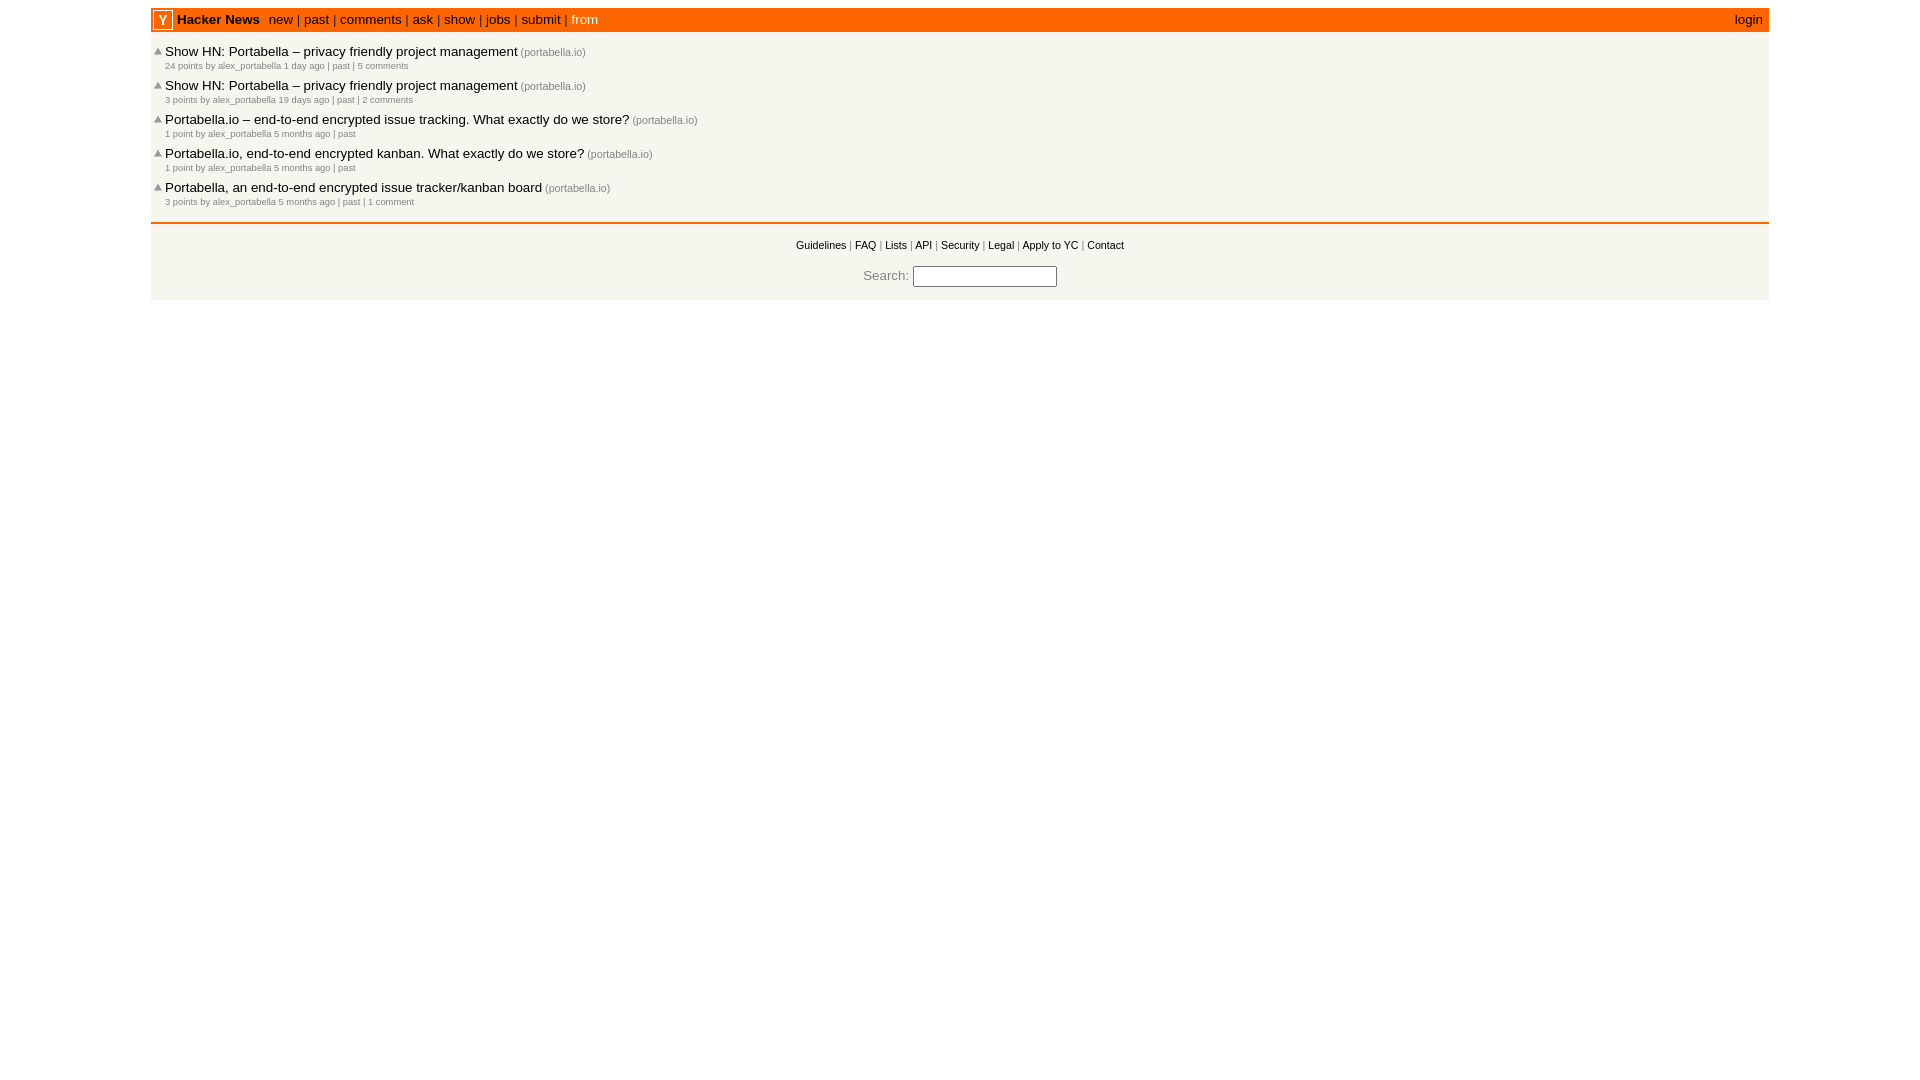 Y Hacker News new | past | comments | ask | show | jobs | submit | from login
Show HN: Portabella – privacy friendly project management (portabella.io)
24 points by alex_portabella 1 day ago | past | 5 comments
Show HN: Portabella – privacy friendly project management (portabella.io)
3 points by alex_portabella 19 days ago | past | 2 comments
Portabella.io – end-to-end encrypted issue tracking. What exactly do we store? (portabella.io)
1 point by alex_portabella 5 months ago | past
Portabella.io, end-to-end encrypted kanban. What exactly do we store? (portabella.io)
1 point by alex_portabella 5 months ago | past
Portabella, an end-to-end encrypted issue tracker/kanban board (portabella.io)
3 points by alex_portabella 5 months ago | past | 1 comment
Guidelines | FAQ | Lists | API | Security | Legal | Apply to YC | Contact
Search: